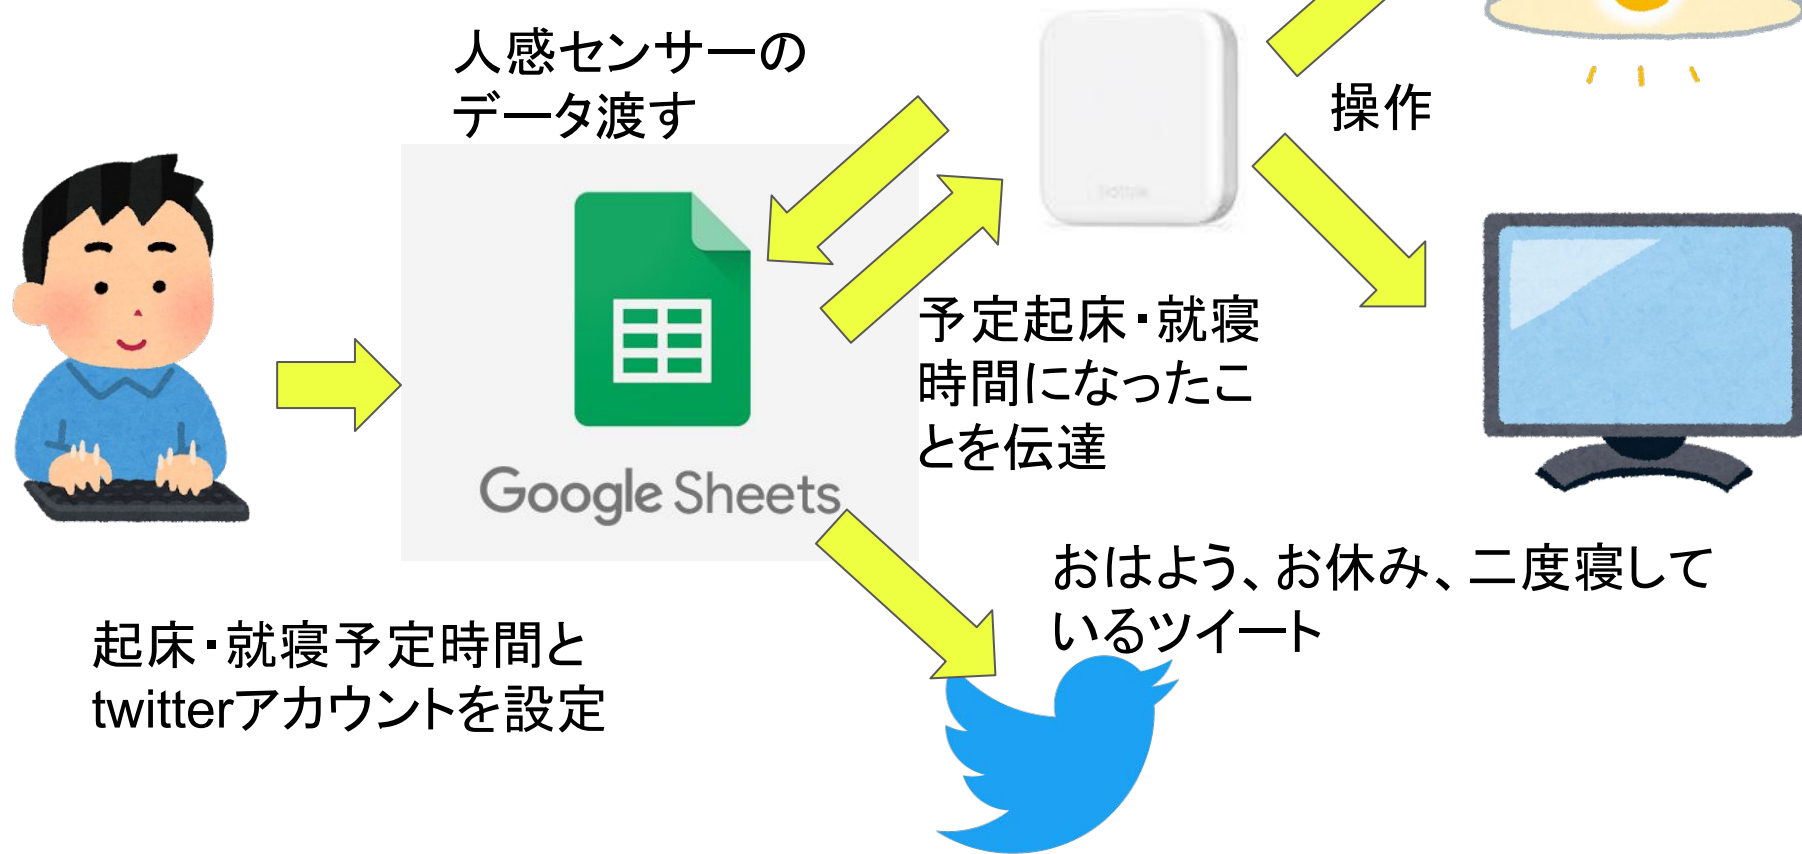 人感センサーの
データ渡す
操作
Google Sheets
予定起床・就寝
時間になったこ
とを伝達
おはよう、お休み、二度寝して
いるツイート
起床・就寝予定時間と
twitterアカウントを設定